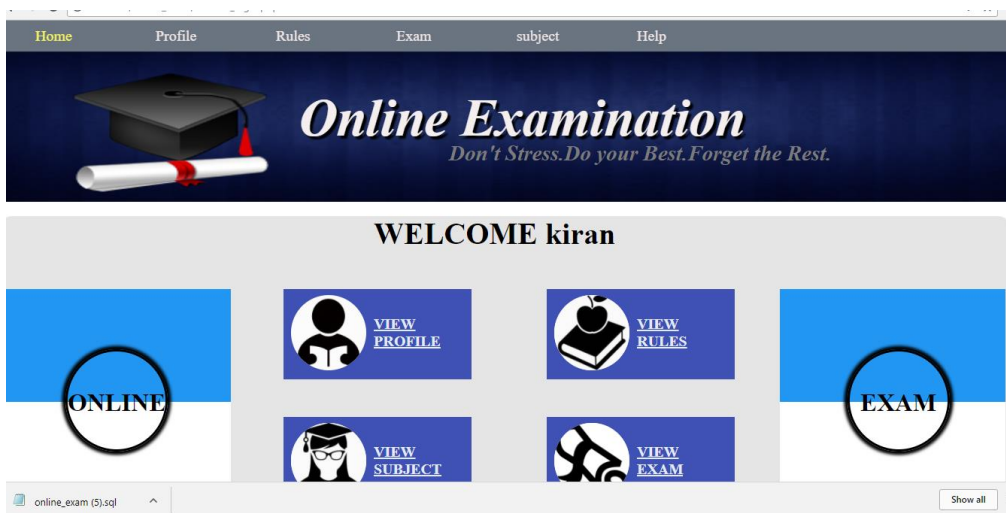 Home Profile Rules Exam subject Help
Online Examination
Don't Stress.Do your Best.Forget the Rest.
WELCOME kiran
ONLINE
VIEW
PROFILE
VIEW
RULES
EXAM
VIEW
SUBJECT
VIEW
EXAM
online_exam (5).sql
Show all